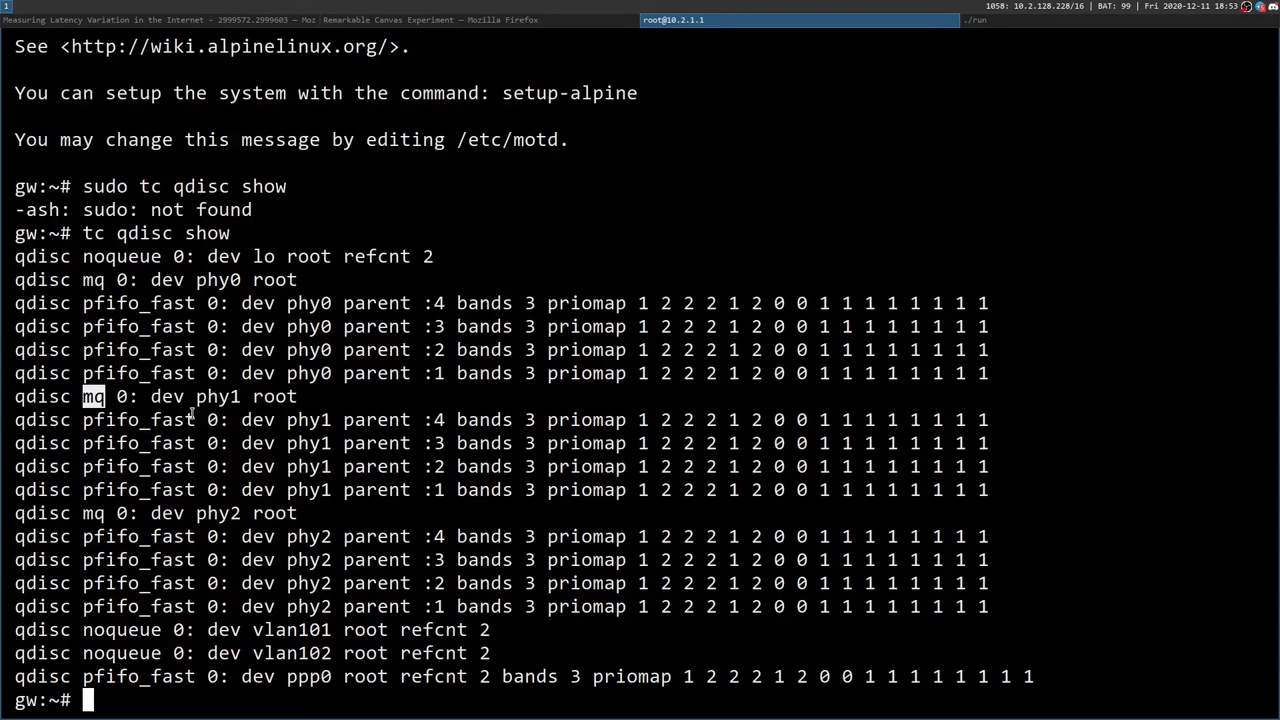 1
1058: 10.2.128.228/16 | BAT: 99 | Fri 2020-12-11 18:53
Measuring Latency Variation in the Internet - 2999572.2999603 — Moz
Remarkable Canvas Experiment — Mozilla Firefox
root@10.2.1.1
./run
See <http://wiki.alpinelinux.org/>.
You can setup the system with the command: setup-alpine
You may change this message by editing /etc/motd.
gw:~# sudo tc qdisc show
-ash: sudo: not found
gw:~# tc qdisc show
qdisc noqueue 0: dev lo root refcnt 2
qdisc mq 0: dev phy0 root
qdisc pfifo_fast 0: dev phy0 parent :4 bands 3 priomap 1 2 2 2 1 2 0 0 1 1 1 1 1 1 1 1
qdisc pfifo_fast 0: dev phy0 parent :3 bands 3 priomap 1 2 2 2 1 2 0 0 1 1 1 1 1 1 1 1
qdisc pfifo_fast 0: dev phy0 parent :2 bands 3 priomap 1 2 2 2 1 2 0 0 1 1 1 1 1 1 1 1
qdisc pfifo_fast 0: dev phy0 parent :1 bands 3 priomap 1 2 2 2 1 2 0 0 1 1 1 1 1 1 1 1
qdisc mq 0: dev phy1 root
qdisc pfifo_fast 0: dev phy1 parent :4 bands 3 priomap 1 2 2 2 1 2 0 0 1 1 1 1 1 1 1 1
qdisc pfifo_fast 0: dev phy1 parent :3 bands 3 priomap 1 2 2 2 1 2 0 0 1 1 1 1 1 1 1 1
qdisc pfifo_fast 0: dev phy1 parent :2 bands 3 priomap 1 2 2 2 1 2 0 0 1 1 1 1 1 1 1 1
qdisc pfifo_fast 0: dev phy1 parent :1 bands 3 priomap 1 2 2 2 1 2 0 0 1 1 1 1 1 1 1 1
qdisc mq 0: dev phy2 root
qdisc pfifo_fast 0: dev phy2 parent :4 bands 3 priomap 1 2 2 2 1 2 0 0 1 1 1 1 1 1 1 1
qdisc pfifo_fast 0: dev phy2 parent :3 bands 3 priomap 1 2 2 2 1 2 0 0 1 1 1 1 1 1 1 1
qdisc pfifo_fast 0: dev phy2 parent :2 bands 3 priomap 1 2 2 2 1 2 0 0 1 1 1 1 1 1 1 1
qdisc pfifo_fast 0: dev phy2 parent :1 bands 3 priomap 1 2 2 2 1 2 0 0 1 1 1 1 1 1 1 1
qdisc noqueue 0: dev vlan101 root refcnt 2
qdisc noqueue 0: dev vlan102 root refcnt 2
qdisc pfifo_fast 0: dev ppp0 root refcnt 2 bands 3 priomap 1 2 2 2 1 2 0 0 1 1 1 1 1 1 1 1
gw:~#